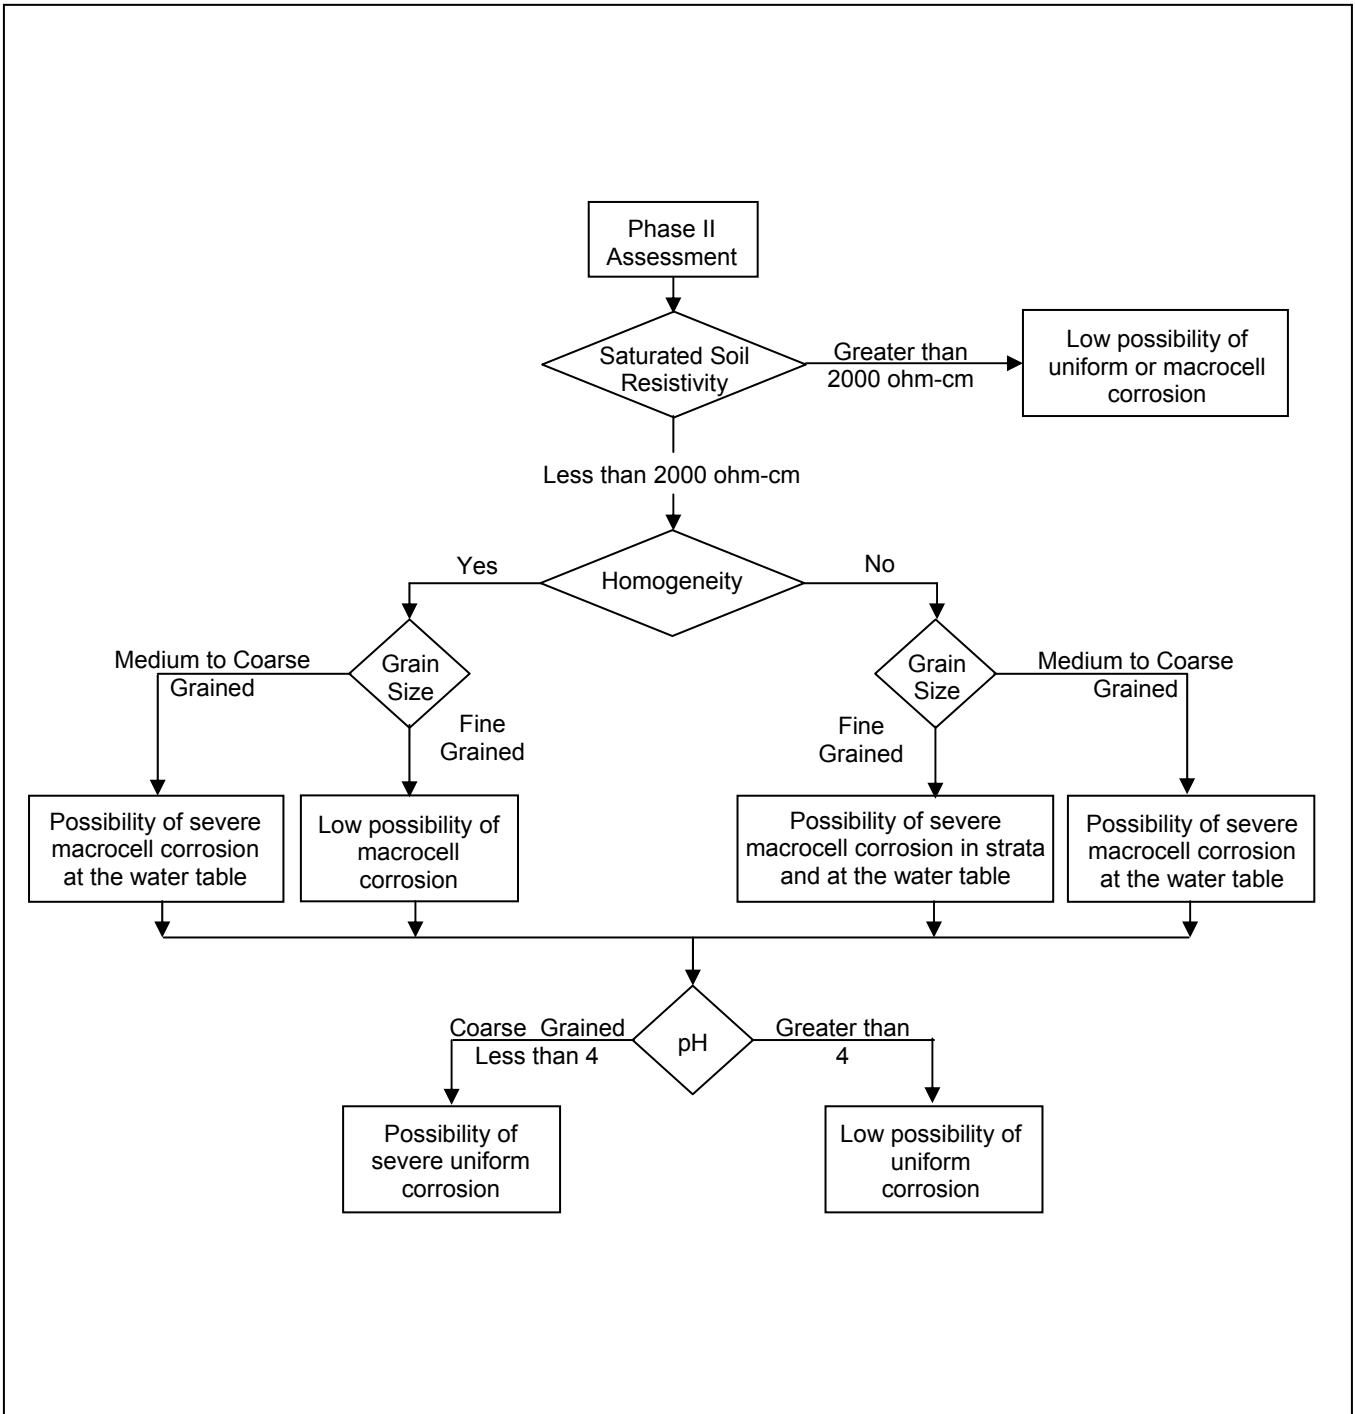 Phase II
Assessment
Saturated Soil
Resistivity
Greater than
2000 ohm-cm
Low possibility of
uniform or macrocell
corrosion
Less than 2000 ohm-cm
Yes
Homogeneity
No
Medium to Coarse
Grained
Grain
Size
Fine
Grained
Grain
Size
Medium to Coarse
Grained
Fine
Grained
Possibility of severe
macrocell corrosion
at the water table
Low possibility of
macrocell
corrosion
Possibility of severe
macrocell corrosion in strata
and at the water table
Possibility of severe
macrocell corrosion
at the water table
Coarse Grained
Less than 4
pH
Greater than
4
Possibility of
severe uniform
corrosion
Low possibility of
uniform
corrosion